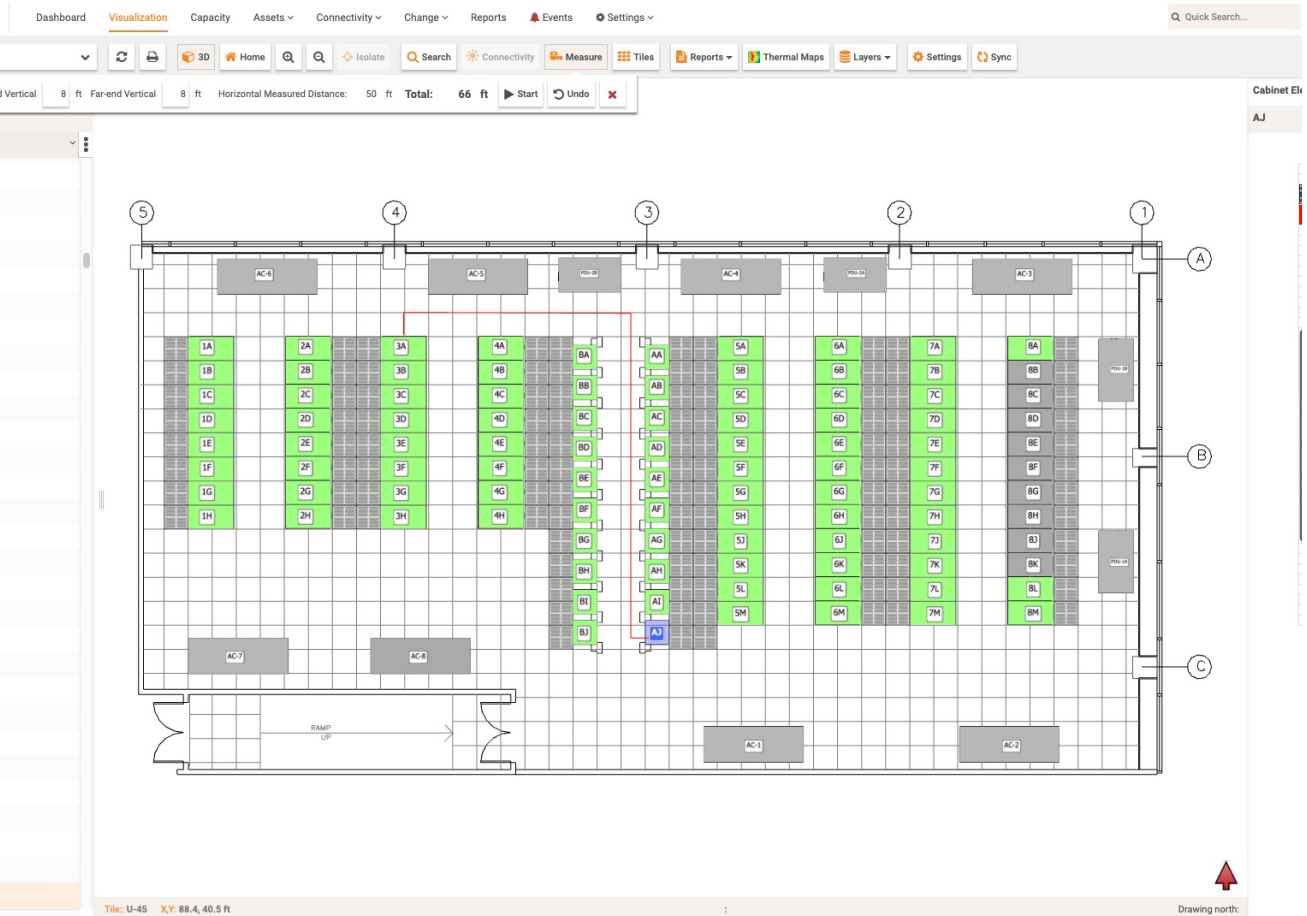 Dashboard Visualization Capacity Assets Connectivity Change Reports Events Settings Quick Search...
3D Home Isolate Search Connectivity Measure Tiles Reports Thermal Maps Layers Settings Sync
d Vertical 8 ft Far-end Vertical 8 ft Horizontal Measured Distance: 50 ft Total: 66 ft Start Undo
Cabinet Ele
AJ
5 4 3 2 1
A
AC-6 AC-5 PDU-2B AC-4 PDU-2A AC-3
1A 2A 3A 4A BA AA 5A 6A 7A 8A
1B 2B 3B 4B BB AB 5B 6B 7B 8B PDU-1B
1C 2C 3C 4C BC AC 5C 6C 7C 8C
1D 2D 3D 4D BD AD 5D 6D 7D 8D
1E 2E 3E 4E BE AE 5E 6E 7E 8E B
1F 2F 3F 4F BF AF 5F 6F 7F 8F
1G 2G 3G 4G BG AG 5G 6G 7G 8G
1H 2H 3H 4H BH AH 5H 6H 7H 8H
BI AI 5J 6J 7J 8J
BJ AJ 5K 6K 7K 8K PDU-1A
5L 6L 7L 8L
5M 6M 7M 8M
AC-7 AC-8 C
RAMP
UP
AC-1 AC-2
Tile:: U-45 X,Y: 88.4, 40.5 ft : Drawing north: